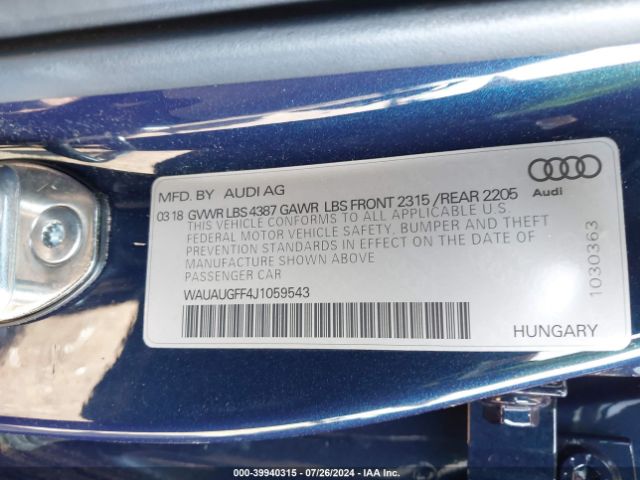 MFD. BY AUDI AG
0318 GVWR LBS 4387 GAWR LBS FRONT 2315 /REAR 2205
THIS VEHICLE CONFORMS TO ALL APPLICABLE U.S.
FEDERAL MOTOR VEHICLE SAFETY, BUMPER AND THEFT
PREVENTION STANDARDS IN EFFECT ON THE DATE OF
MANUFACTURE SHOWN ABOVE
PASSENGER CAR
WAUAUGFF4J1059543
Audi
1030363
HUNGARY
000-39940315 - 07/26/2024 - IAA Inc.